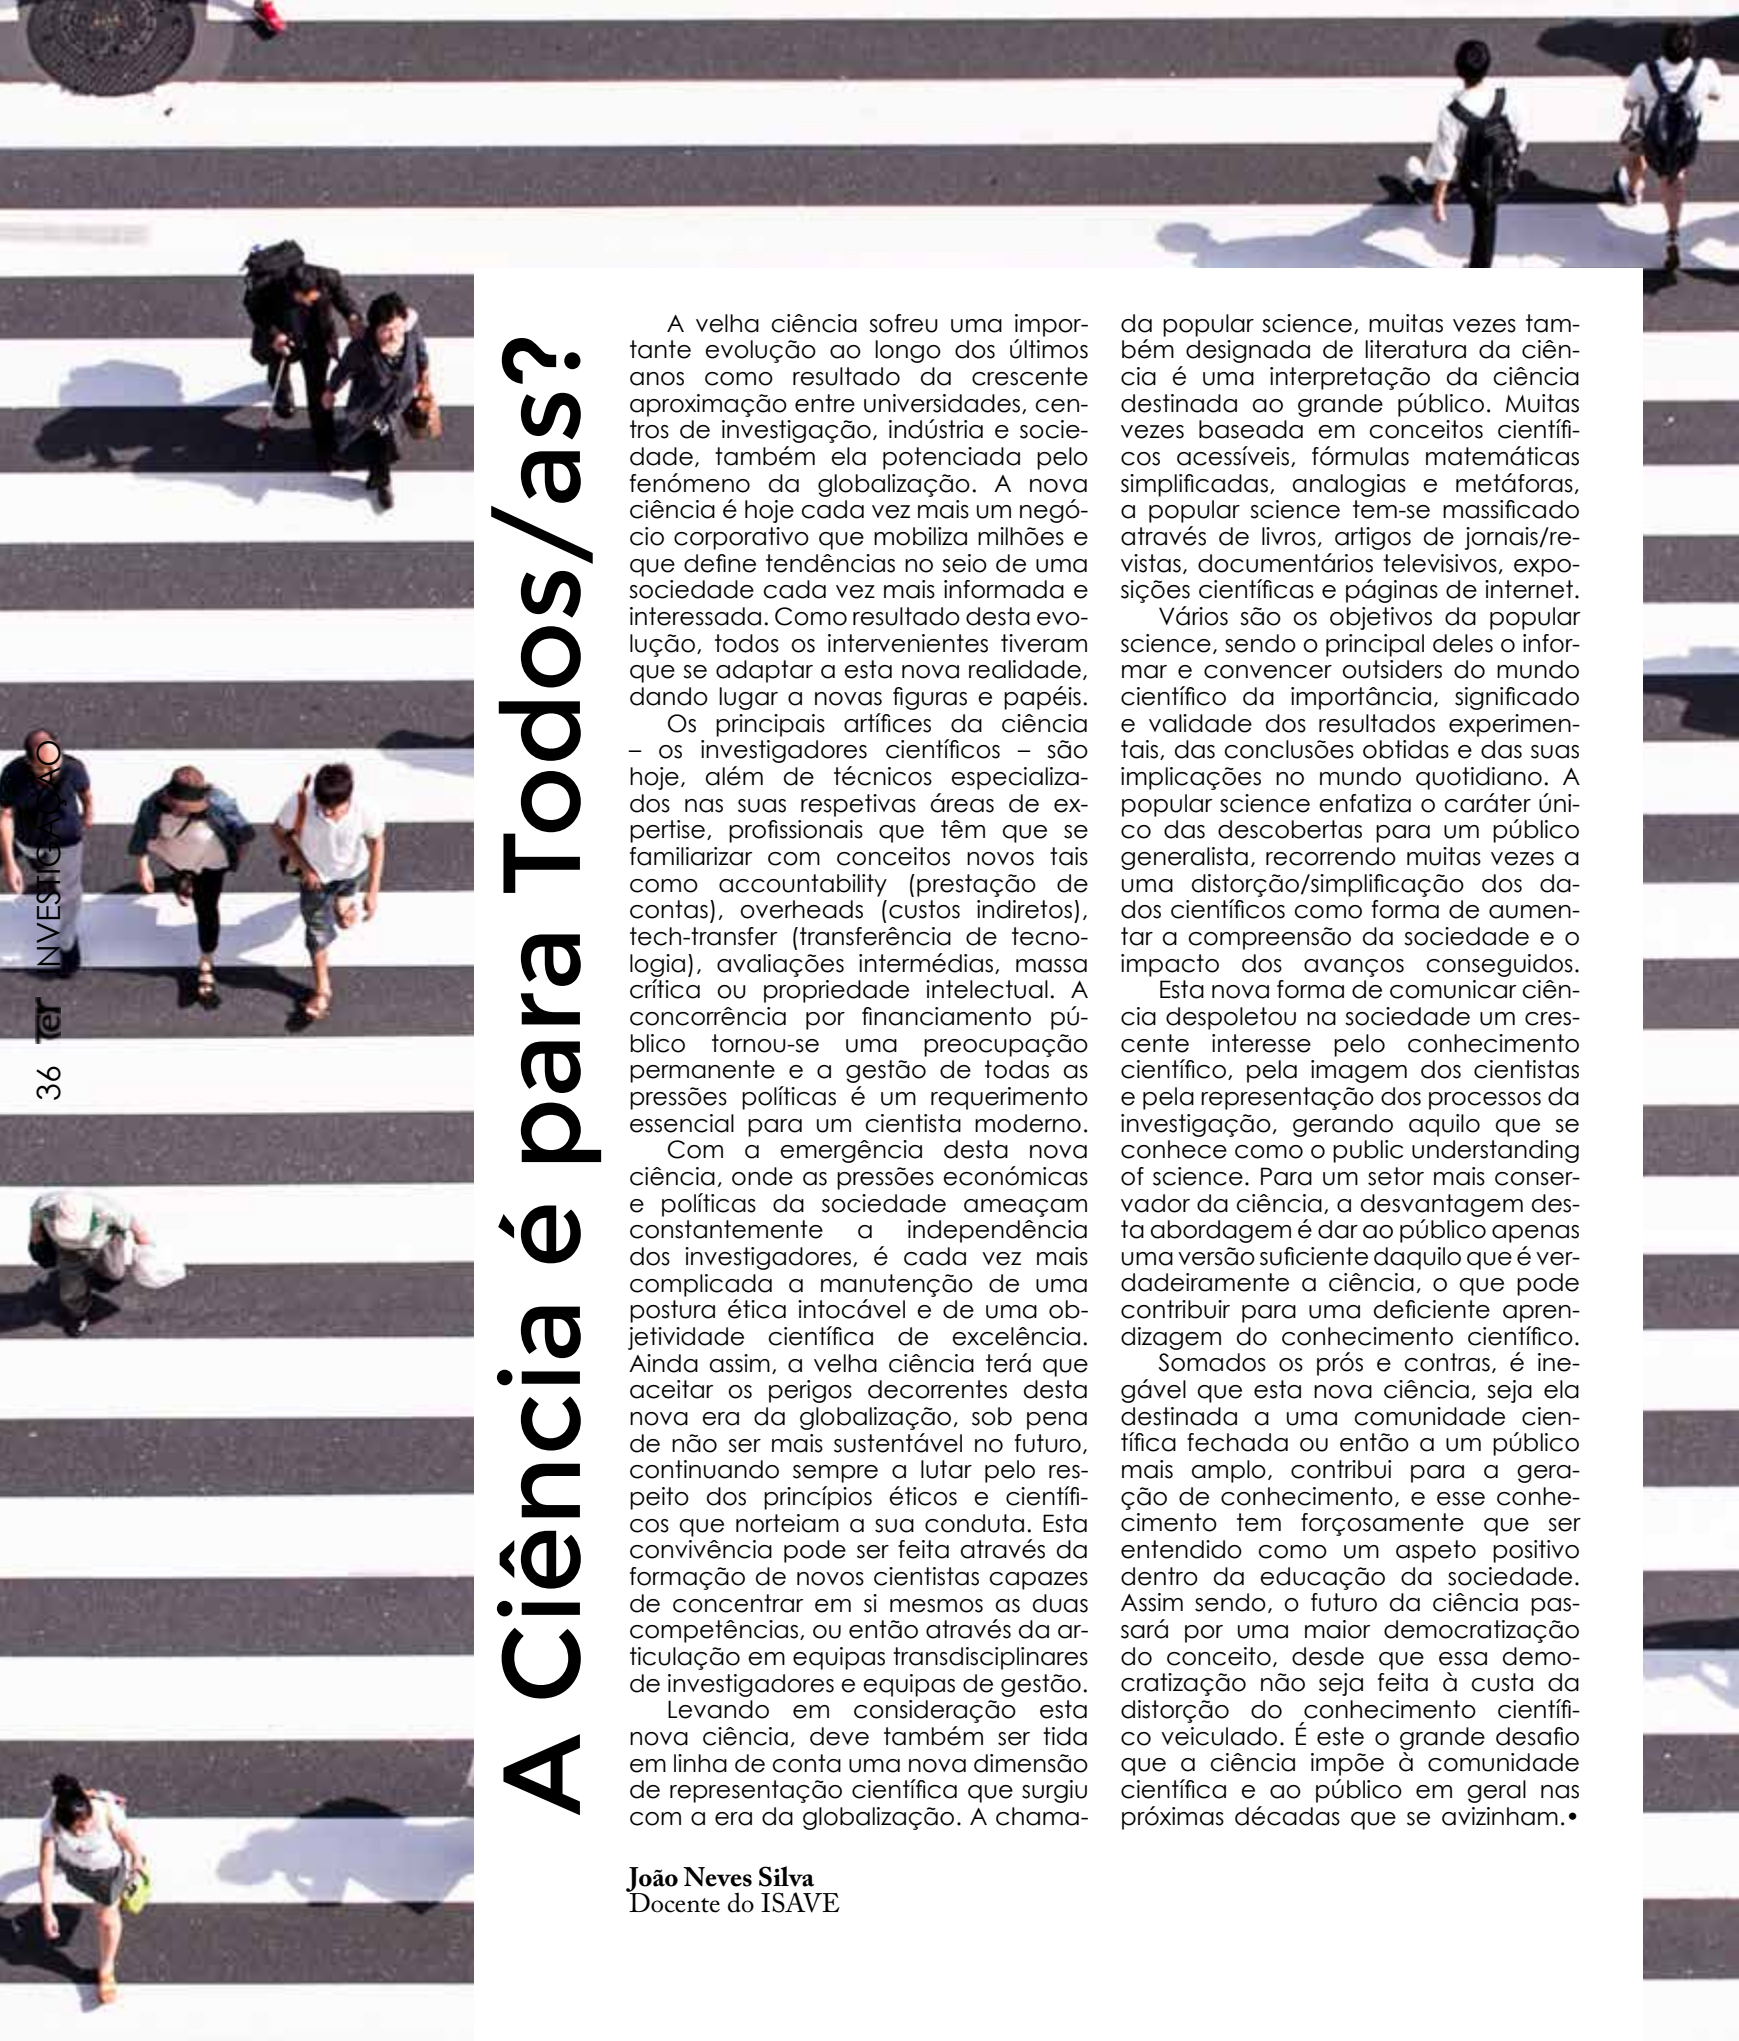 A Ciência é para Todos/as?
A velha ciência sofreu uma impor-
tante evolução ao longo dos últimos
anos como resultado da crescente
aproximação entre universidades, cen-
tros de investigação, indústria e socie-
dade, também ela potenciada pelo
fenómeno da globalização. A nova
ciência é hoje cada vez mais um negó-
cio corporativo que mobiliza milhões e
que define tendências no seio de uma
sociedade cada vez mais informada e
interessada. Como resultado desta evo-
lução, todos os intervenientes tiveram
que se adaptar a esta nova realidade,
dando lugar a novas figuras e papéis.
Os principais artífices da ciência
– os investigadores científicos – são
hoje, além de técnicos especializa-
dos nas suas respetivas áreas de ex-
pertise, profissionais que têm que se
familiarizar com conceitos novos tais
como accountability (prestação de
contas), overheads (custos indiretos),
tech-transfer (transferência de tecno-
logia), avaliações intermédias, massa
crítica ou propriedade intelectual. A
concorrência por financiamento pú-
blico tornou-se uma preocupação
permanente e a gestão de todas as
pressões políticas é um requerimento
essencial para um cientista moderno.
Com a emergência desta nova
ciência, onde as pressões económicas
e políticas da sociedade ameaçam
constantemente a independência
dos investigadores, é cada vez mais
complicada a manutenção de uma
postura ética intocável e de uma ob-
jetividade científica de excelência.
Ainda assim, a velha ciência terá que
aceitar os perigos decorrentes desta
nova era da globalização, sob pena
de não ser mais sustentável no futuro,
continuando sempre a lutar pelo res-
peito dos princípios éticos e científi-
cos que norteiam a sua conduta. Esta
convivência pode ser feita através da
formação de novos cientistas capazes
de concentrar em si mesmos as duas
competências, ou então através da ar-
ticulação em equipas transdisciplinares
de investigadores e equipas de gestão.
Levando em consideração esta
nova ciência, deve também ser tida
em linha de conta uma nova dimensão
de representação científica que surgiu
com a era da globalização. A chama-
da popular science, muitas vezes tam-
bém designada de literatura da ciên-
cia é uma interpretação da ciência
destinada ao grande público. Muitas
vezes baseada em conceitos científi-
cos acessíveis, fórmulas matemáticas
simplificadas, analogias e metáforas,
a popular science tem-se massificado
através de livros, artigos de jornais/re-
vistas, documentários televisivos, expo-
sições científicas e páginas de internet.
Vários são os objetivos da popular
science, sendo o principal deles o infor-
mar e convencer outsiders do mundo
científico da importância, significado
e validade dos resultados experimen-
tais, das conclusões obtidas e das suas
implicações no mundo quotidiano. A
popular science enfatiza o caráter úni-
co das descobertas para um público
generalista, recorrendo muitas vezes a
uma distorção/simplificação dos da-
dos científicos como forma de aumen-
tar a compreensão da sociedade e o
impacto dos avanços conseguidos.
Esta nova forma de comunicar ciên-
cia despoletou na sociedade um cres-
cente interesse pelo conhecimento
científico, pela imagem dos cientistas
e pela representação dos processos da
investigação, gerando aquilo que se
conhece como o public understanding
of science. Para um setor mais conser-
vador da ciência, a desvantagem des-
ta abordagem é dar ao público apenas
uma versão suficiente daquilo que é ver-
dadeiramente a ciência, o que pode
contribuir para uma deficiente apren-
dizagem do conhecimento científico.
Somados os prós e contras, é ine-
gável que esta nova ciência, seja ela
destinada a uma comunidade cien-
tífica fechada ou então a um público
mais amplo, contribui para a gera-
ção de conhecimento, e esse conhe-
cimento tem forçosamente que ser
entendido como um aspeto positivo
dentro da educação da sociedade.
Assim sendo, o futuro da ciência pas-
sará por uma maior democratização
do conceito, desde que essa demo-
cratização não seja feita à custa da
distorção do conhecimento científi-
co veiculado. É este o grande desafio
que a ciência impõe à comunidade
científica e ao público em geral nas
próximas décadas que se avizinham.•
João Neves Silva
Docente do ISAVE
36 Ter INVESTIGAÇÃO